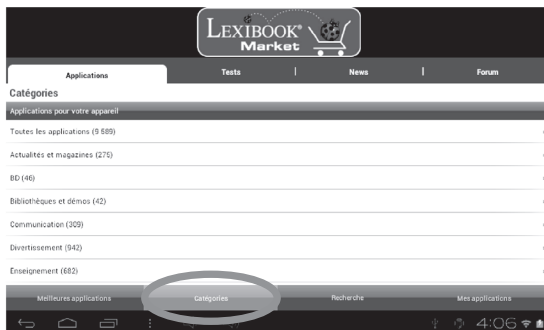 LEXIBOOK®
Market
Applications Tests | News | Forum
Catégories
Applications pour votre appareil
Toutes les applications (9 689)
Actualités et magazines (275)
BD (46)
Bibliothèques et démos (42)
Communication (309)
Divertissement (942)
Enseignement (682)
Meilleures applications Catégories Recherche Mes applications
4:06